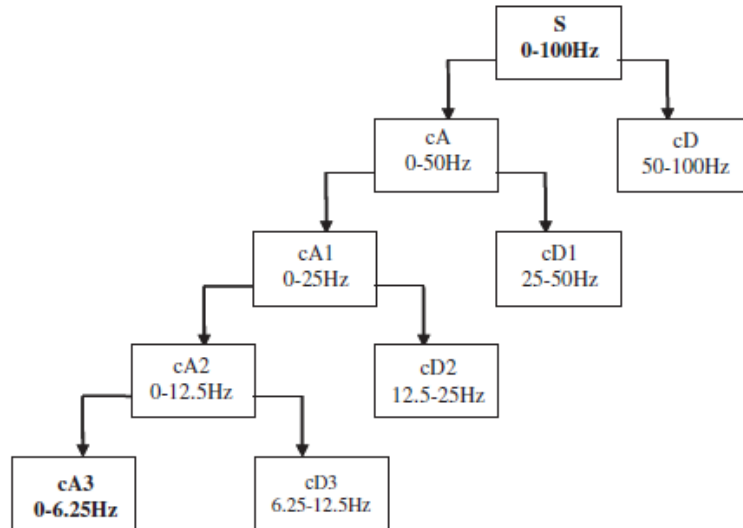 S
0-100Hz
cA
0-50Hz
cD
50-100Hz
cA1
0-25Hz
cD1
25-50Hz
cA2
0-12.5Hz
cD2
12.5-25Hz
cA3
0-6.25Hz
cD3
6.25-12.5Hz